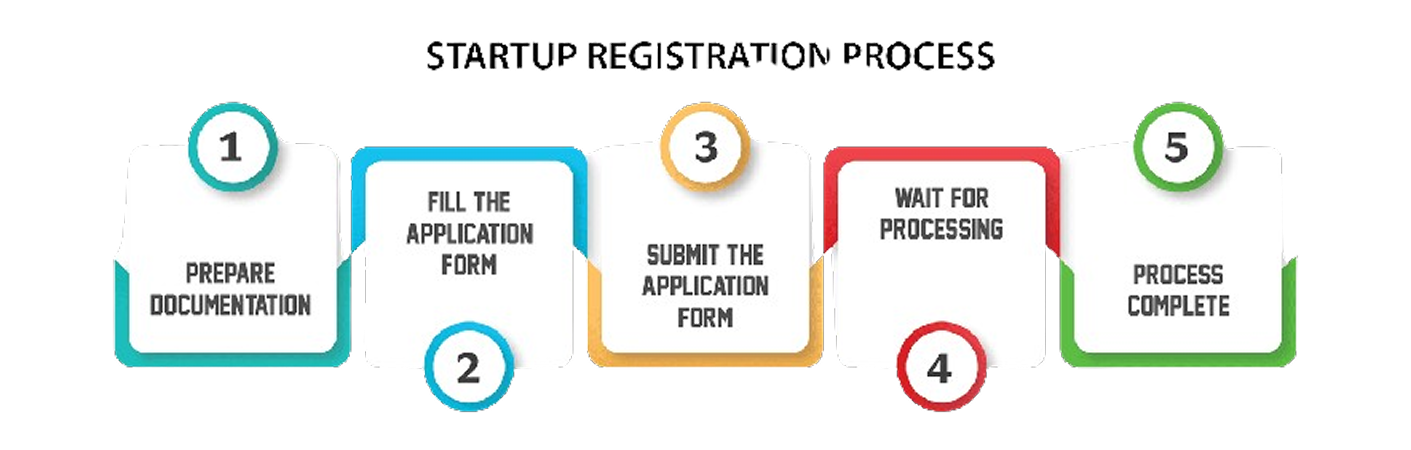 STARTUP REGISTRATION PROCESS
1
PREPARE
DOCUMENTATION
FILL THE
APPLICATION
FORM
2
3
SUBMIT THE
APPLICATION
FORM
WAIT FOR
PROCESSING
4
5
PROCESS
COMPLETE